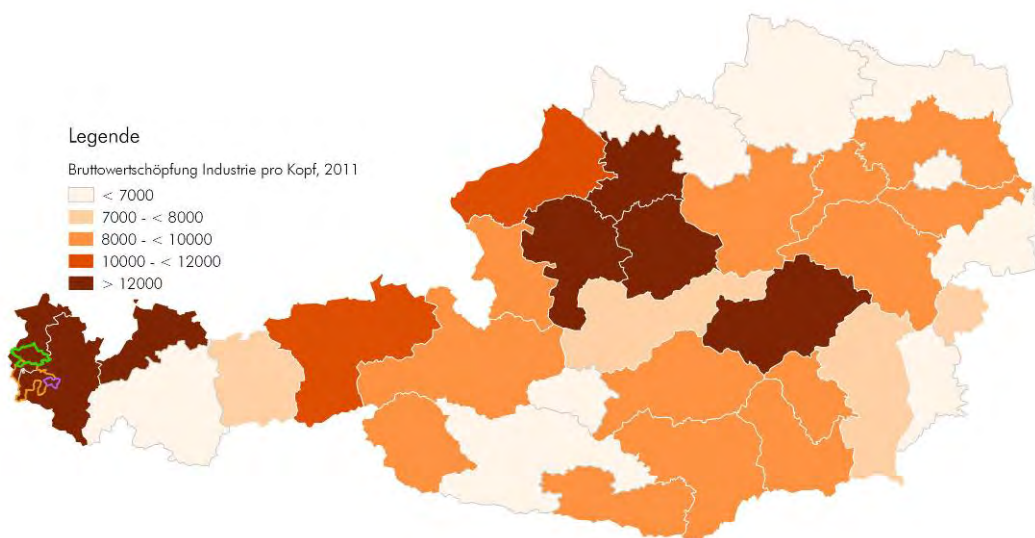 Legende
Bruttowertschöpfung Industrie pro Kopf, 2011
< 7000
7000 - < 8000
8000 - < 10000
10000 - < 12000
> 12000